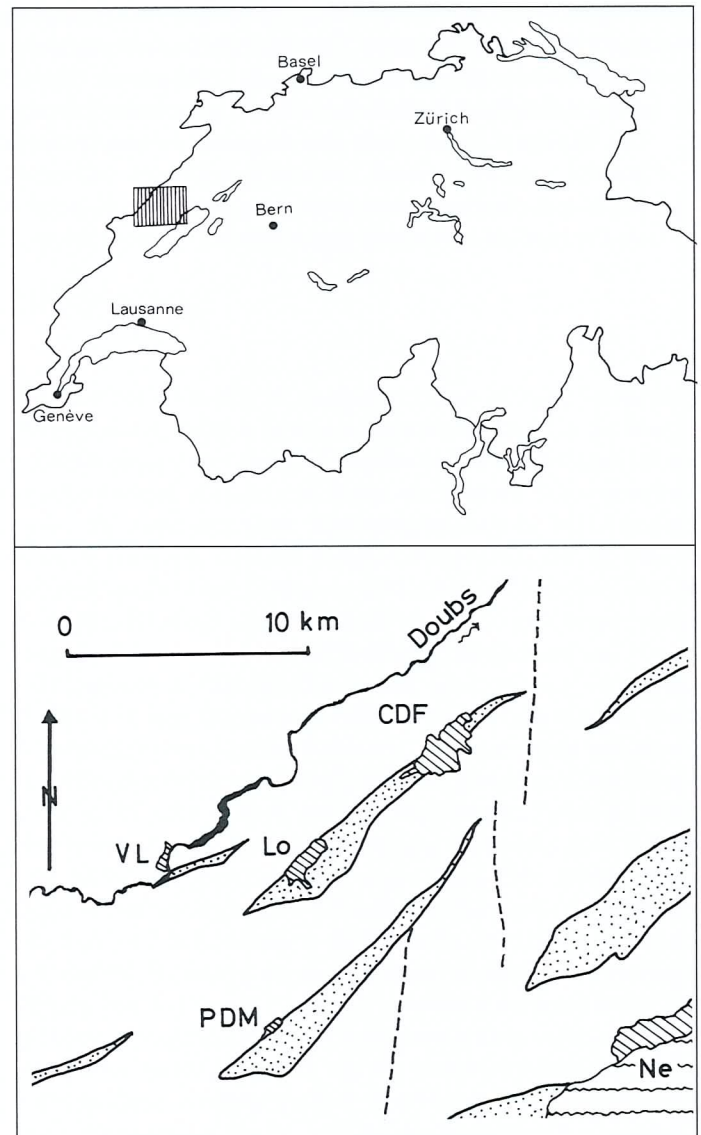 Basel
Zürich
Bern
Lausanne
Genève
0 10 km
Doubs
CDF
N
VL
Lo
PDM
Ne